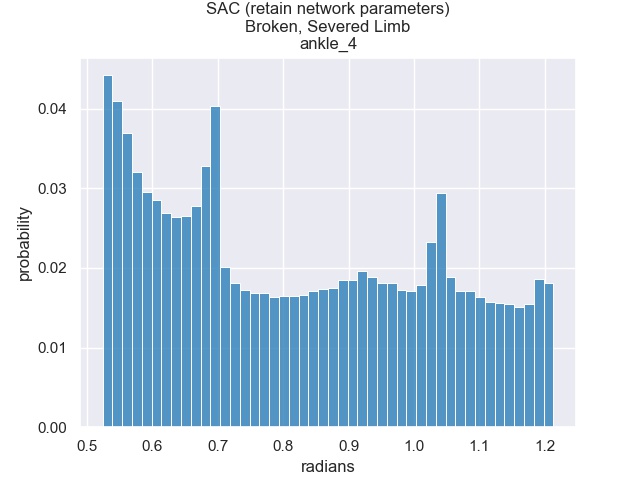 SAC (retain network parameters)
Broken, Severed Limb
ankle_4
probability
0.04
0.03
0.02
0.01
0.00
0.5 0.6 0.7 0.8 0.9 1.0 1.1 1.2
radians